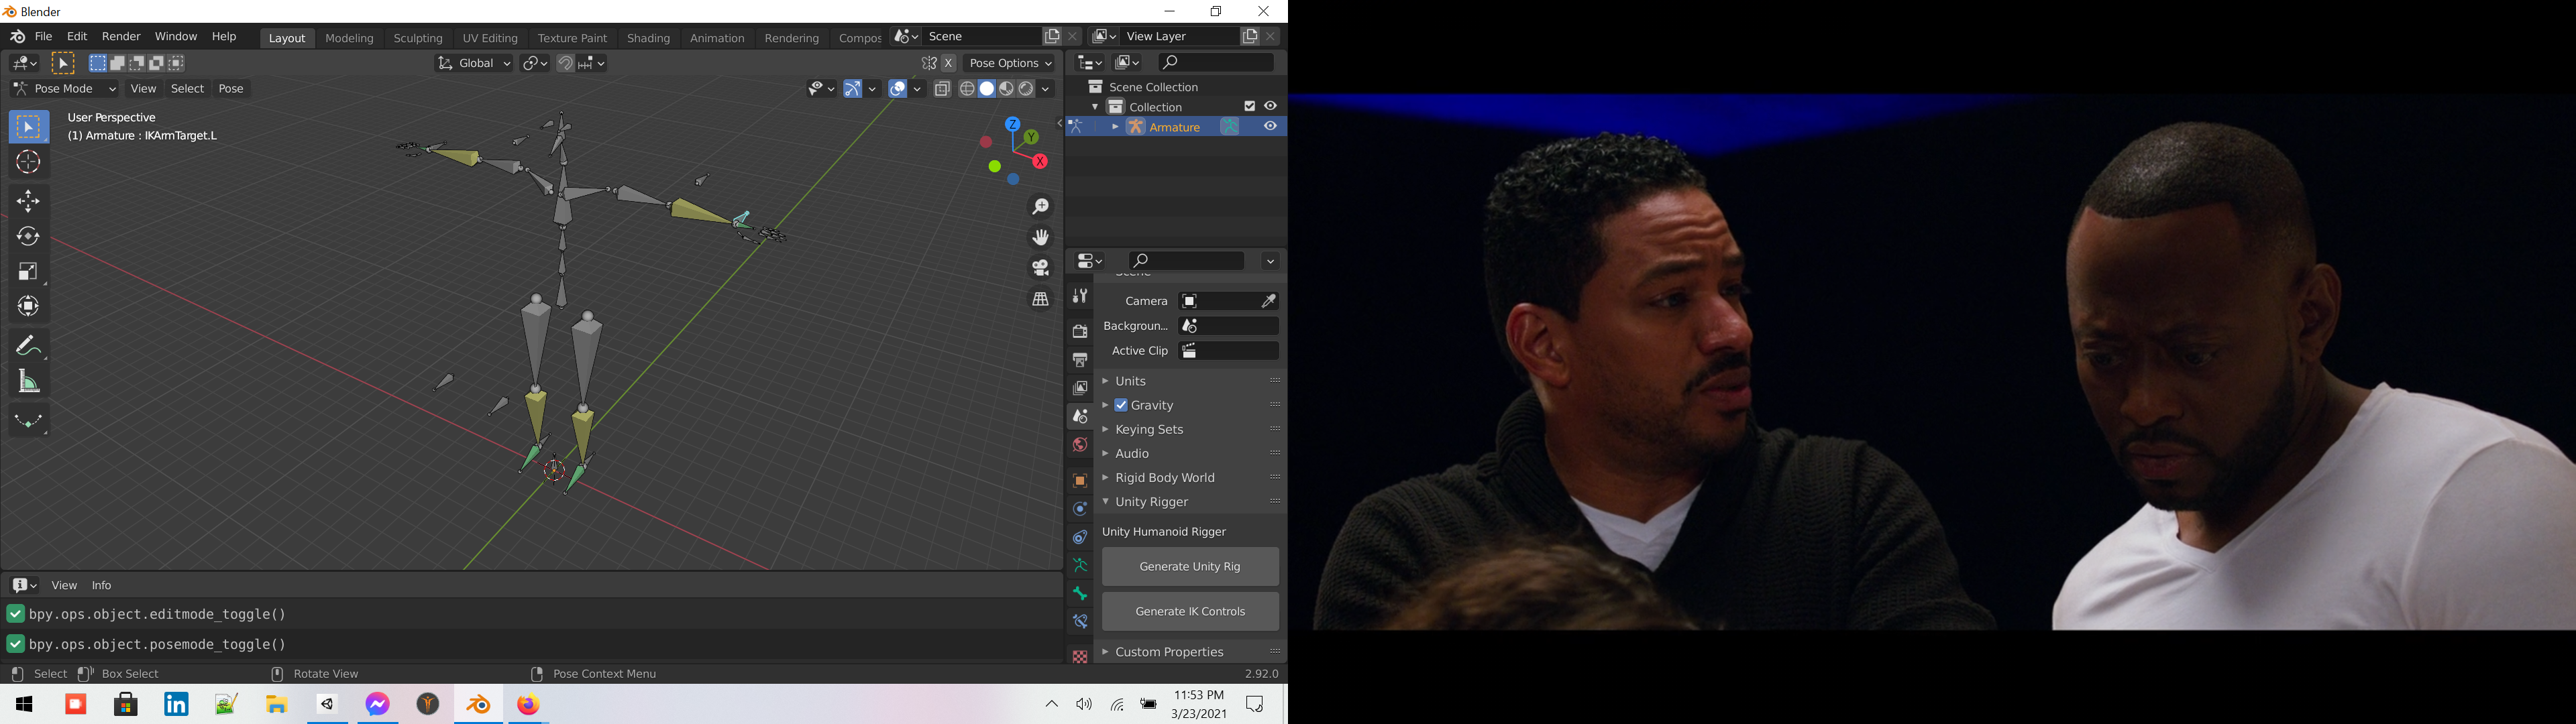 Blender
File Edit Render Window Help Layout Modeling Sculpting UV Editing Texture Paint Shading Animation Rendering Compos Scene View Layer
Global X Pose Options
Pose Mode View Select Pose
User Perspective
(1) Armature : IKArmTarget.L
Z
Y
X
Scene Collection
Collection
Armature
Scene
Camera
Backgroun...
Active Clip
Units
Gravity
Keying Sets
Audio
Rigid Body World
Unity Rigger
Unity Humanoid Rigger
Generate Unity Rig
Generate IK Controls
Custom Properties
View Info
bpy.ops.object.editmode_toggle()
bpy.ops.object.posemode_toggle()
Select Box Select Rotate View Pose Context Menu 2.92.0
in
11:53 PM
3/23/2021